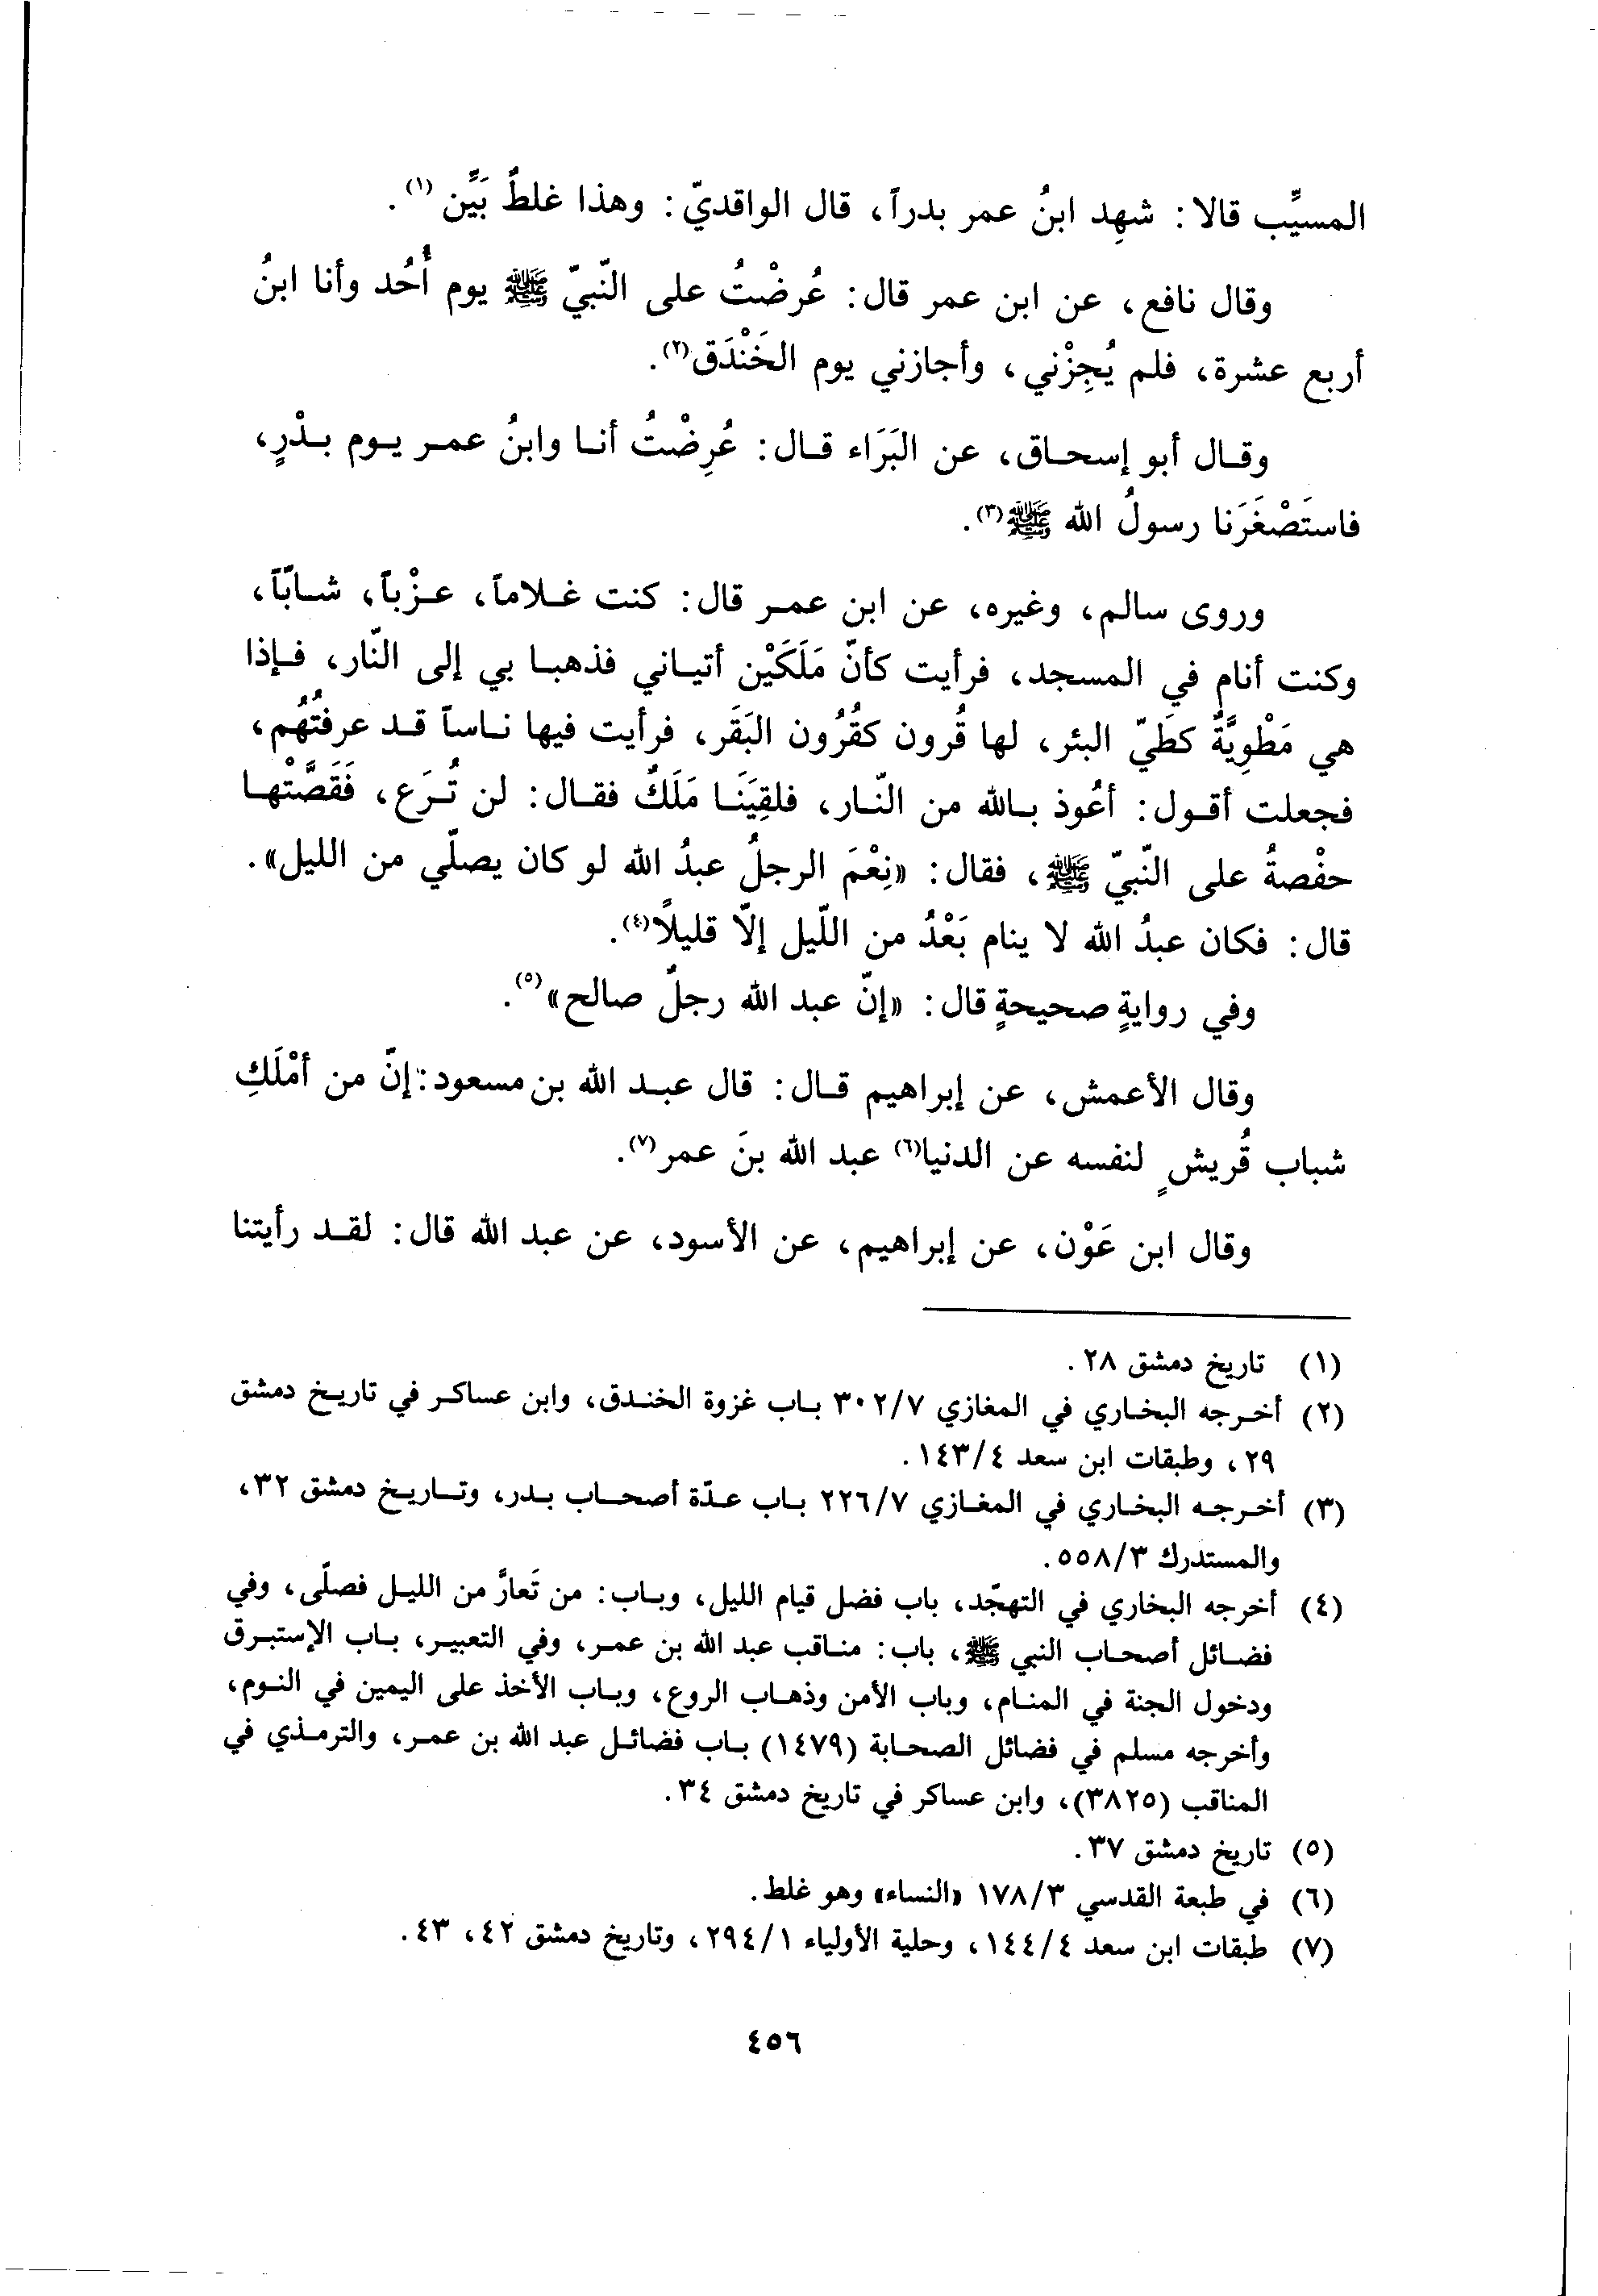 المسيِّب قالا: شهِد ابنُ عمر بدراً، قال الواقديّ: وهذا غلطٌ بَيِّن(١).
وقال نافع، عن ابن عمر قال: عُرضْتُ على النّبيّ ﷺ يوم أُحُد وأنا ابنُ
أربع عشرة، فلم يُجِزْني، وأجازني يوم الخَنْدَق(٢).
وقال أبو إسحاق، عن البَرَاء قال: عُرِضْتُ أنا وابنُ عمر يوم بدْرٍ،
فاستَصْغَرَنا رسولُ الله ﷺ(٣).
وروى سالم، وغيره، عن ابن عمر قال: كنت غلاماً، عزْباً، شابّاً،
وكنت أنام في المسجد، فرأيت كأنّ مَلَكَيْن أتياني فذهبا بي إلى النّار، فإذا
هي مَطْوِيَّةٌ كطَيّ البئر، لها قُرون كقُرُون البَقَر، فرأيت فيها ناساً قد عرفتُهُم،
فجعلت أقول: أعُوذ بالله من النّار، فلقِيَنَا مَلَكٌ فقال: لن تُرَع، فَقَصَّتْها
حفْصةُ على النّبيّ ﷺ، فقال: «نِعْمَ الرجلُ عبدُ الله لو كان يصلّي من الليل».
قال: فكان عبدُ الله لا ينام بَعْدُ من اللّيل إلّا قليلًا(٤).
وفي روايةٍ صحيحةٍ قال: «إنّ عبد الله رجلٌ صالح»(٥).
وقال الأعمش، عن إبراهيم قال: قال عبد الله بن مسعود: إنّ من أمْلَكِ
شباب قُريشٍ لنفسه عن الدنيا(٦) عبد الله بنَ عمر(٧).
وقال ابن عَوْن، عن إبراهيم، عن الأسود، عن عبد الله قال: لقد رأيتنا
(١) تاريخ دمشق ٢٨.
(٢) أخرجه البخاري في المغازي ٣٠٢/٧ باب غزوة الخندق، وابن عساكر في تاريخ دمشق
٢٩، وطبقات ابن سعد ١٤٣/٤.
(٣) أخرجه البخاري في المغازي ٢٢٦/٧ باب عدّة أصحاب بدر، وتاريخ دمشق ٣٢،
والمستدرك ٥٥٨/٣.
(٤) أخرجه البخاري في التهجّد، باب فضل قيام الليل، وباب: من تَعارَّ من الليل فصلّى، وفي
فضائل أصحاب النبي ﷺ، باب: مناقب عبد الله بن عمر، وفي التعبير، باب الإستبرق
ودخول الجنة في المنام، وباب الأمن وذهاب الروع، وباب الأخذ على اليمين في النوم،
وأخرجه مسلم في فضائل الصحابة (١٤٧٩) باب فضائل عبد الله بن عمر، والترمذي في
المناقب (٣٨٢٥)، وابن عساكر في تاريخ دمشق ٣٤.
(٥) تاريخ دمشق ٣٧.
(٦) في طبعة القدسي ١٧٨/٣ «النساء» وهو غلط.
(٧) طبقات ابن سعد ١٤٤/٤، وحلية الأولياء ٢٩٤/١، وتاريخ دمشق ٤٢، ٤٣.
٤٥٦